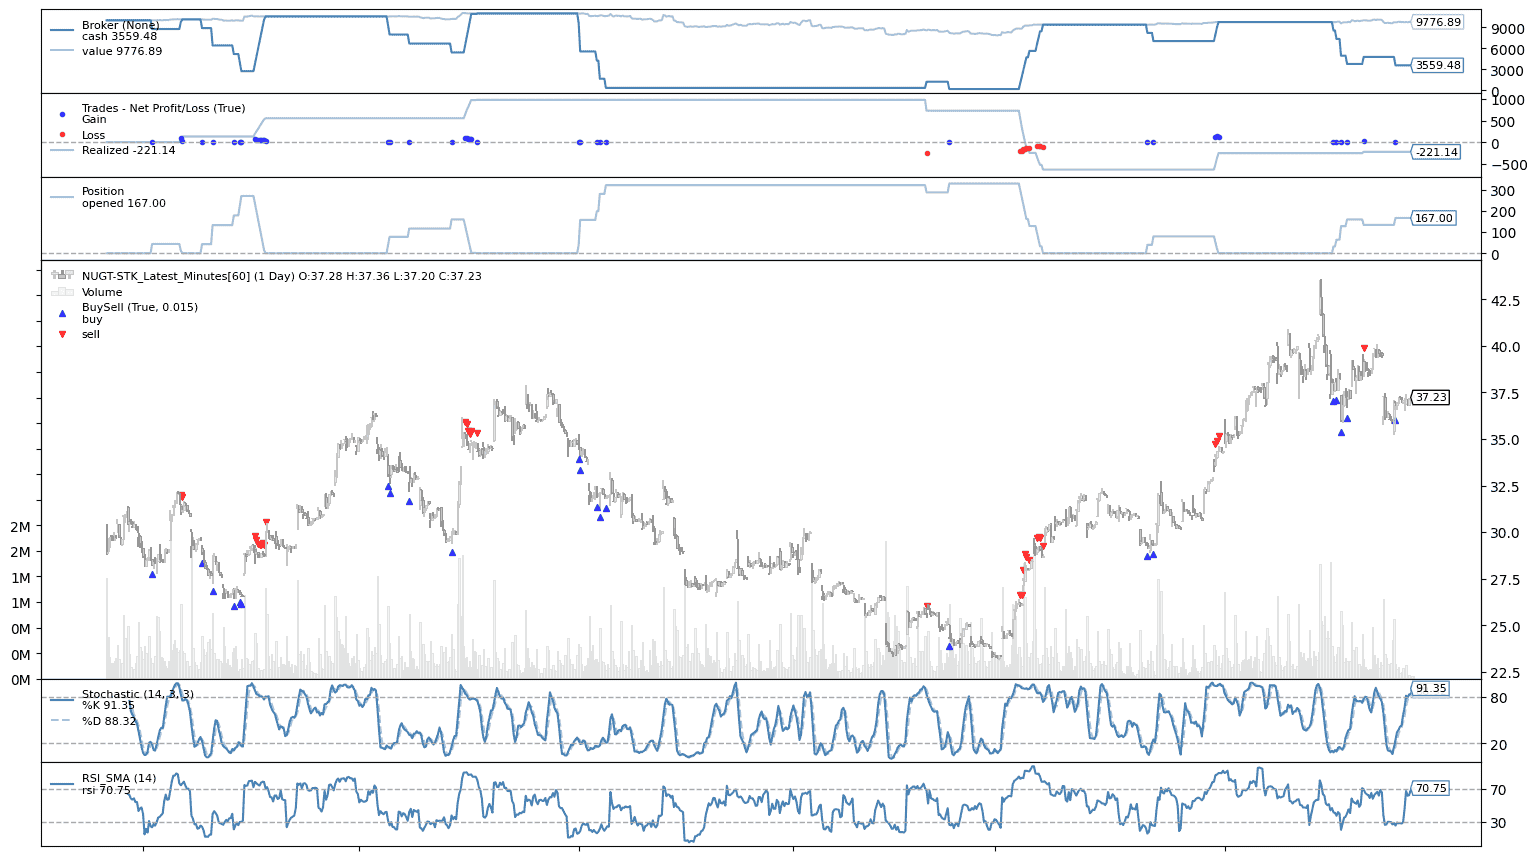 Broker (None)
cash 3559.48
value 9776.89
9776.89
9000
6000
3559.48
3000
0
Trades - Net Profit/Loss (True)
Gain
Loss
Realized -221.14
1000
500
0
-221.14
−500
Position
opened 167.00
300
200
167.00
100
0
NUGT-STK_Latest_Minutes[60] (1 Day) O:37.28 H:37.36 L:37.20 C:37.23
Volume
BuySell (True, 0.015)
buy
sell
42.5
40.0
37.5
37.23
35.0
32.5
30.0
27.5
25.0
22.5
2M
2M
1M
1M
0M
0M
0M
Stochastic (14, 3, 3)
%K 91.35
%D 88.32
91.35
80
20
RSI_SMA (14)
rsi 70.75
70
70.75
30